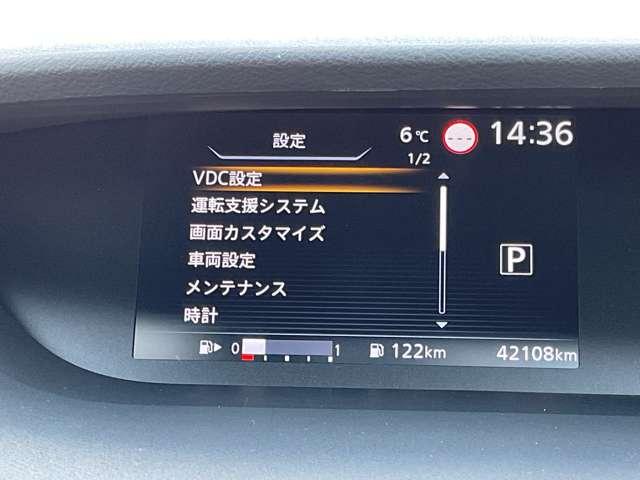 設定
6℃
---
14:36
1/2
VDC設定
運転支援システム
画面カスタマイズ
車両設定
メンテナンス
時計
P
0 1
122km
42108km